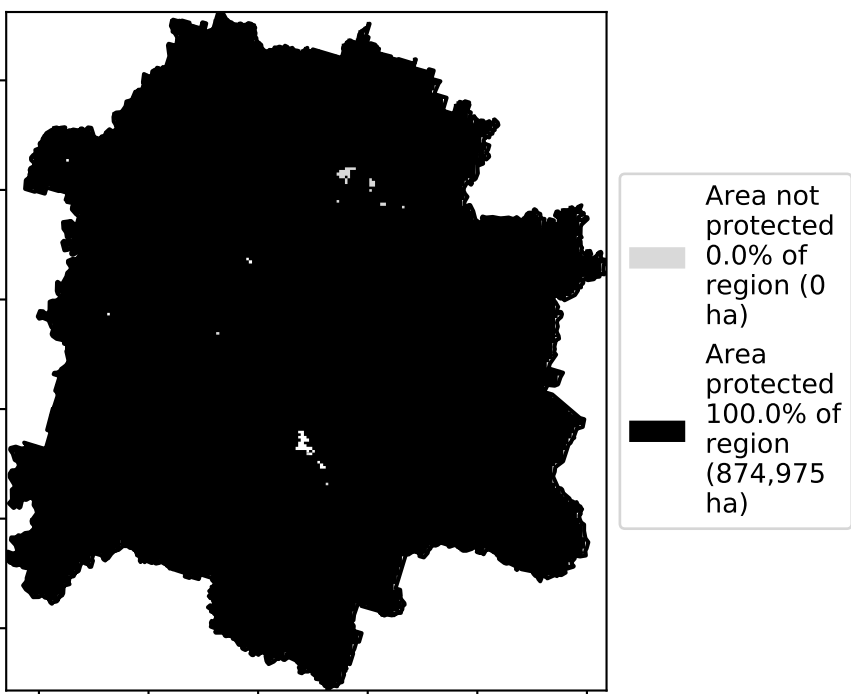 Area not
protected
0.0% of
region (0
ha)
Area
protected
100.0% of
region
(874,975
ha)